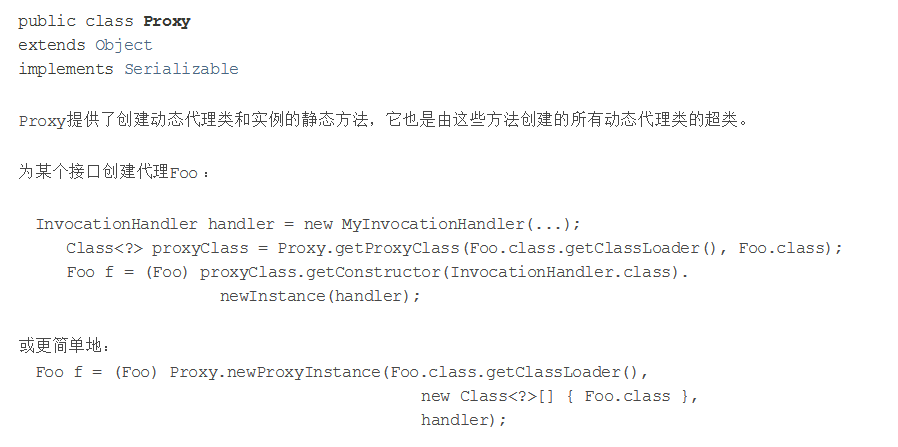 public class Proxy
extends Object
implements Serializable
Proxy提供了创建动态代理类和实例的静态方法，它也是由这些方法创建的所有动态代理类的超类。
为某个接口创建代理Foo ：
InvocationHandler handler = new MyInvocationHandler(...);
Class<?> proxyClass = Proxy.getProxyClass(Foo.class.getClassLoader(), Foo.class);
Foo f = (Foo) proxyClass.getConstructor(InvocationHandler.class).
newInstance(handler);
或更简单地：
Foo f = (Foo) Proxy.newProxyInstance(Foo.class.getClassLoader(),
new Class<?>[] { Foo.class },
handler);